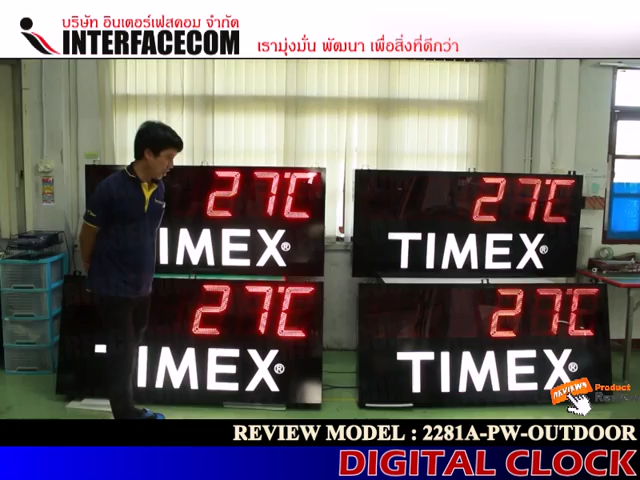 บริษัท อินเตอร์เฟสคอม จำกัด
INTERFACECOM
เรามุ่งมั่น พัฒนา เพื่อสิ่งที่ดีกว่า
27°C
27°C
IMEX®
TIMEX®
27°C
27°C
IMEX®
TIMEX
REVIEWS
Product
Review
REVIEW MODEL : 2281A-PW-OUTDOOR
DIGITAL CLOCK